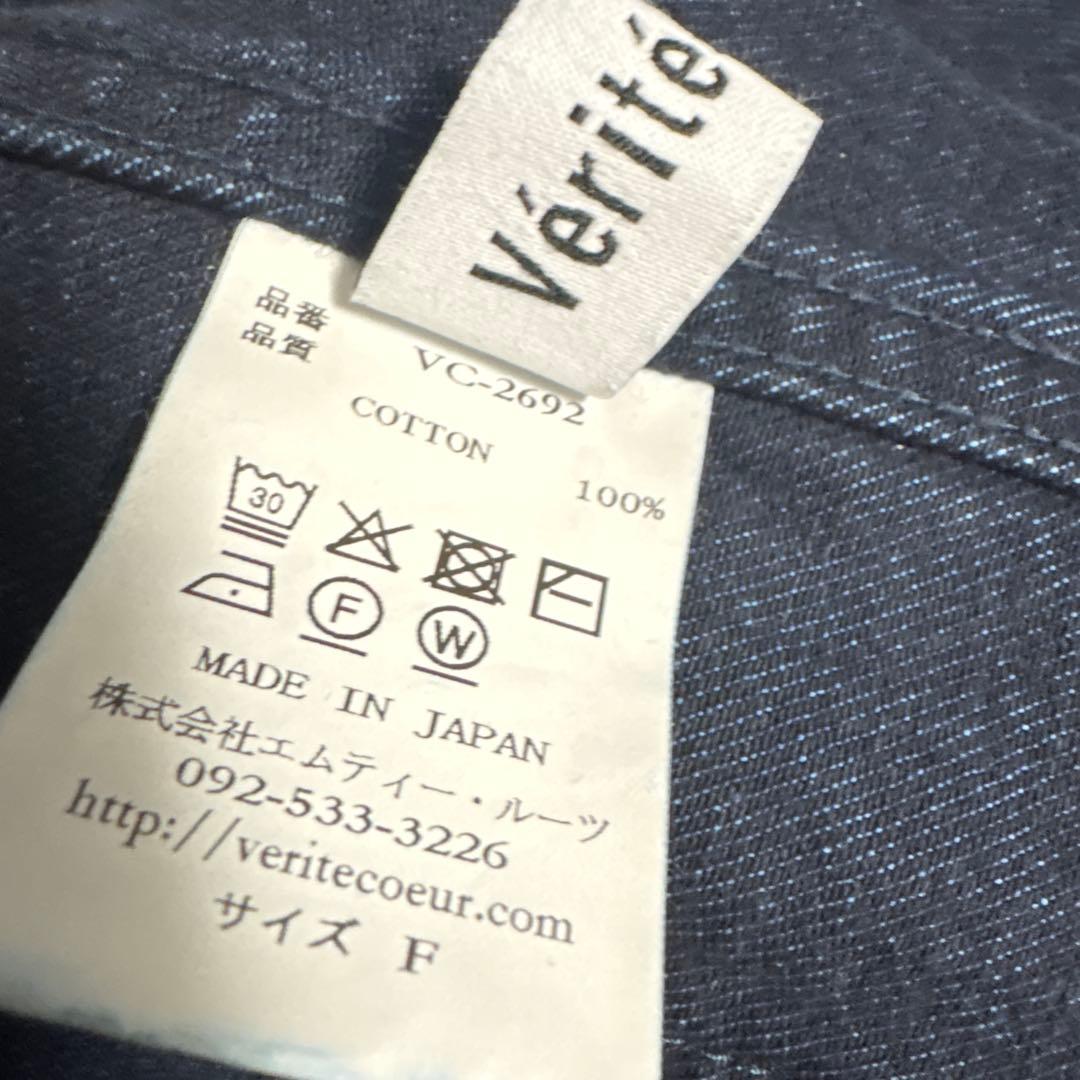 Vérité
品番 VC-2692
品質
COTTON 100%
30
F W
MADE IN JAPAN
株式会社エムティー・ルーツ
092-533-3226
http://veritecoeur.com
サイズ F